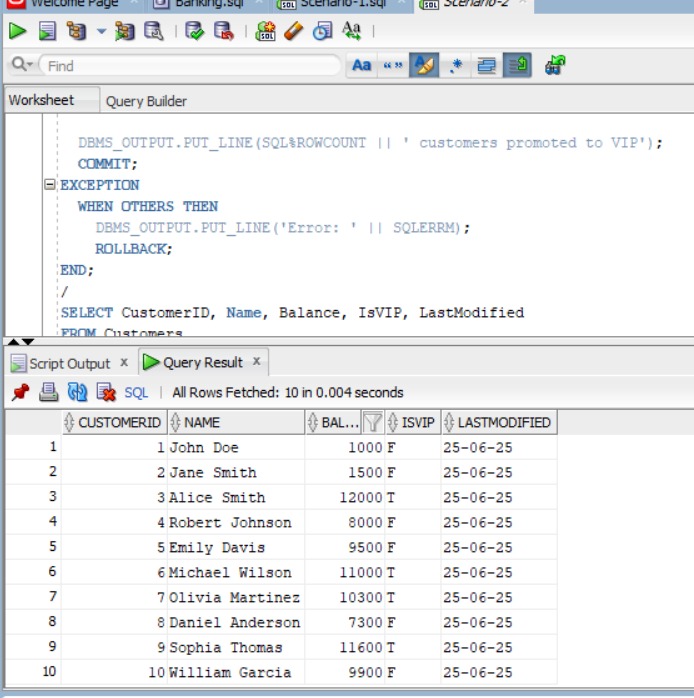 Welcome Page Banking.sql Scenario-1.sql Scenario-2
Find
Worksheet Query Builder
DBMS_OUTPUT.PUT_LINE(SQL%ROWCOUNT || ' customers promoted to VIP');
COMMIT;
EXCEPTION
WHEN OTHERS THEN
DBMS_OUTPUT.PUT_LINE('Error: ' || SQLERRM);
ROLLBACK;
END;
/
SELECT CustomerID, Name, Balance, IsVIP, LastModified
FROM Customers
Script Output x Query Result x
SQL | All Rows Fetched: 10 in 0.004 seconds
CUSTOMERID NAME BAL... ISVIP LASTMODIFIED
1 1 John Doe 1000 F 25-06-25
2 2 Jane Smith 1500 F 25-06-25
3 3 Alice Smith 12000 T 25-06-25
4 4 Robert Johnson 8000 F 25-06-25
5 5 Emily Davis 9500 F 25-06-25
6 6 Michael Wilson 11000 T 25-06-25
7 7 Olivia Martinez 10300 T 25-06-25
8 8 Daniel Anderson 7300 F 25-06-25
9 9 Sophia Thomas 11600 T 25-06-25
10 10 William Garcia 9900 F 25-06-25